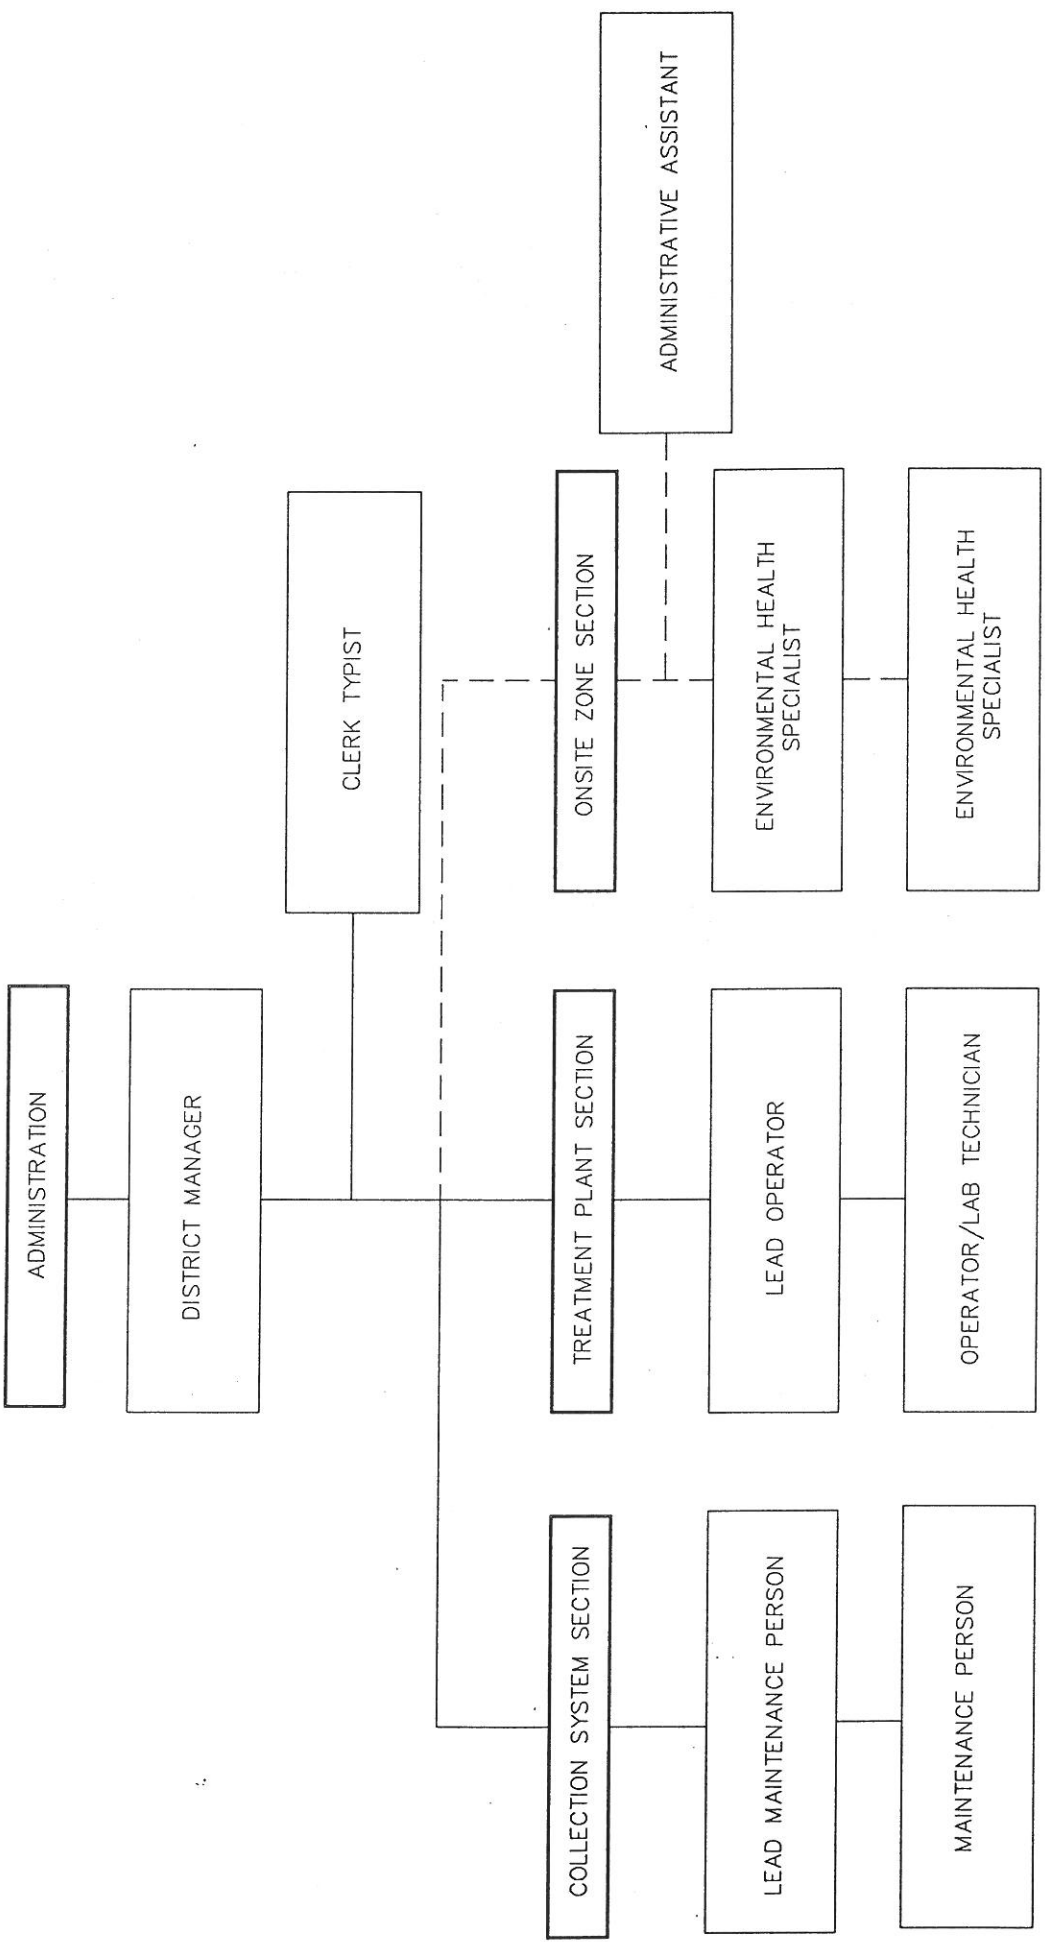 ADMINISTRATION
DISTRICT MANAGER
CLERK TYPIST
COLLECTION SYSTEM SECTION
TREATMENT PLANT SECTION
ONSITE ZONE SECTION
ADMINISTRATIVE ASSISTANT
LEAD MAINTENANCE PERSON
LEAD OPERATOR
ENVIRONMENTAL HEALTH
SPECIALIST
MAINTENANCE PERSON
OPERATOR/LAB TECHNICIAN
ENVIRONMENTAL HEALTH
SPECIALIST